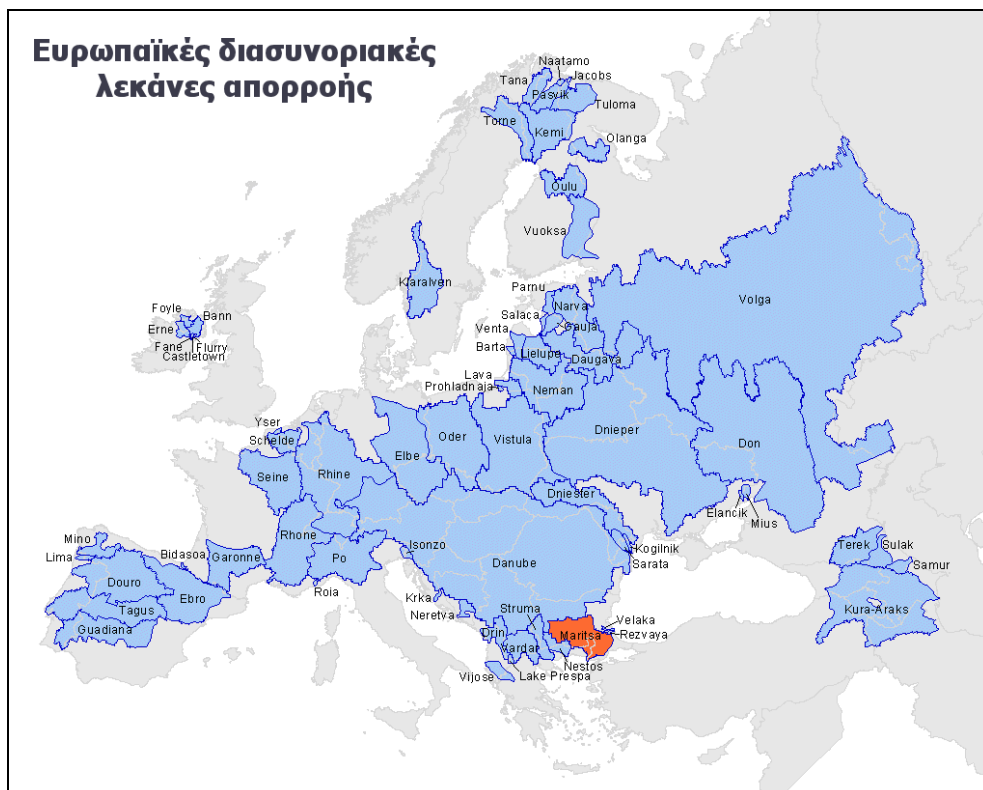 Ευρωπαϊκές διασυνοριακές
λεκάνες απορροής
Naatamo
Tana
Jacobs
Pasvik
Tuloma
Torne
Kemi
Olanga
Oulu
Vuoksa
Klaralven
Parnu
Narva
Volga
Salaca
Foyle
Bann
Gauja
Erne
Venta
Fane
Flurry
Barta
Lielupe
Castletown
Daugava
Lava
Prohladnaja
Neman
Yser
Schelde
Elbe
Oder
Vistula
Dnieper
Don
Seine
Rhine
Dniester
Elancik
Mius
Mino
Rhone
Isonzo
Kogilnik
Terek
Sulak
Lima
Bidasoa
Garonne
Po
Danube
Sarata
Samur
Douro
Roia
Ebro
Krka
Kura-Araks
Tagus
Struma
Neretva
Velaka
Guadiana
Drin
Maritsa
Rezvaya
Vardar
Nestos
Vijose
Lake Prespa